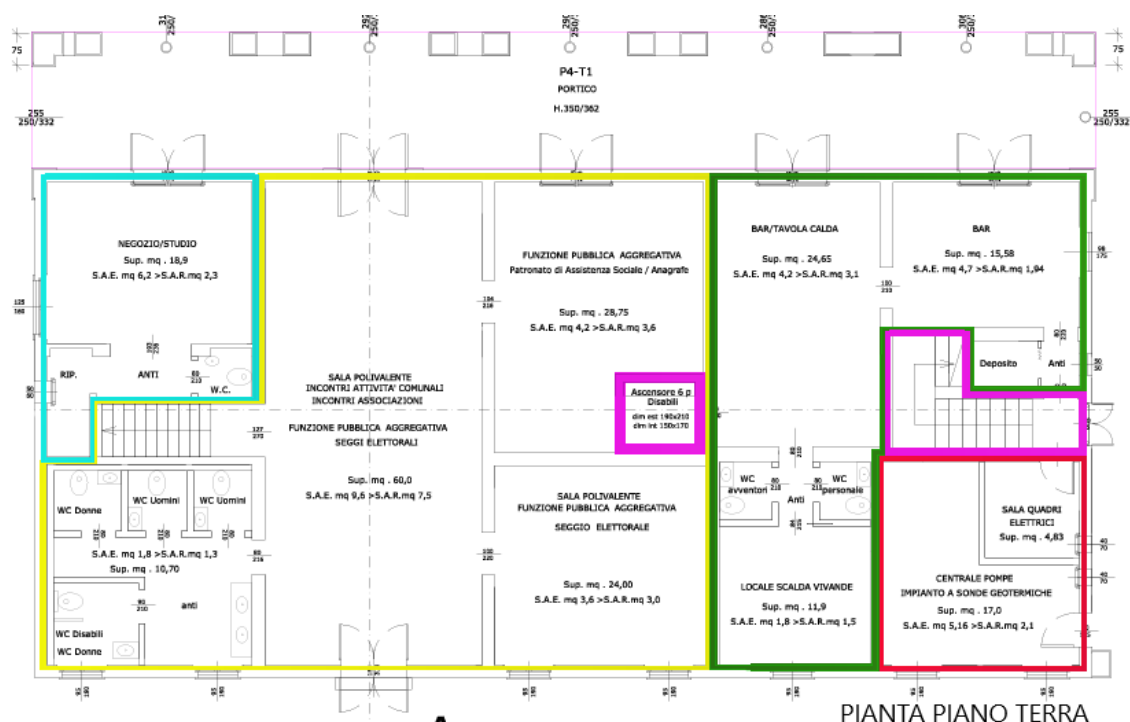 75
75
P4-T1
PORTICO
H.350/362
255
250/332
255
250/332
NEGOZIO/STUDIO
Sup. mq . 18,9
S.A.E. mq 6,2 >S.A.R.mq 2,3
RIP.
ANTI
W.C.
FUNZIONE PUBBLICA AGGREGATIVA
Patronato di Assistenza Sociale / Anagrafe
Sup. mq . 28,75
S.A.E. mq 4,2 >S.A.R.mq 3,6
BAR/TAVOLA CALDA
Sup. mq . 24,65
S.A.E. mq 4,2 >S.A.R.mq 3,1
BAR
Sup. mq . 15,58
S.A.E. mq 4,7 >S.A.R.mq 1,94
Deposito
Anti
SALA POLIVALENTE
INCONTRI ATTIVITA' COMUNALI
INCONTRI ASSOCIAZIONI
FUNZIONE PUBBLICA AGGREGATIVA
SEGGI ELETTORALI
Sup. mq . 60,0
S.A.E. mq 9,6 >S.A.R.mq 7,5
Ascensore 6 p
Disabili
dim est 190x210
dim int 150x170
127
270
WC Donne
WC Uomini
WC Uomini
S.A.E. mq 1,8 >S.A.R.mq 1,3
Sup. mq . 10,70
anti
WC Disabili
WC Donne
SALA POLIVALENTE
FUNZIONE PUBBLICA AGGREGATIVA
SEGGIO ELETTORALE
Sup. mq . 24,00
S.A.E. mq 3,6 >S.A.R.mq 3,0
WC
avventori
Anti
WC
personale
LOCALE SCALDA VIVANDE
Sup. mq . 11,9
S.A.E. mq 1,8 >S.A.R.mq 1,5
SALA QUADRI
ELETTRICI
Sup. mq . 4,83
CENTRALE POMPE
IMPIANTO A SONDE GEOTERMICHE
Sup. mq . 17,0
S.A.E. mq 5,16 >S.A.R.mq 2,1
PIANTA PIANO TERRA